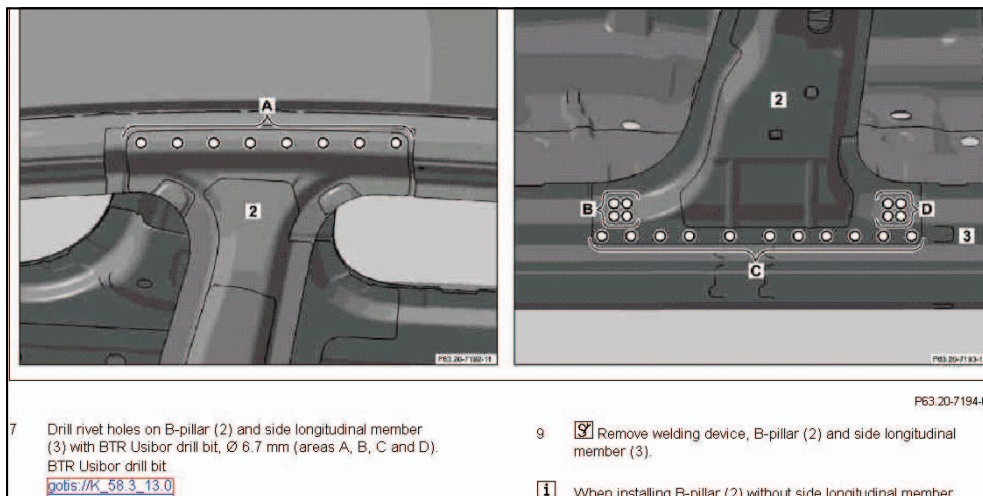 A
2
P63.20-7192-11
2
B
D
3
C
P63.20-7193-1
P63.20-7194-
7 Drill rivet holes on B-pillar (2) and side longitudinal member
(3) with BTR Usibor drill bit, Ø 6.7 mm (areas A, B, C and D).
BTR Usibor drill bit
gotis://K_58.3_13.0
9 Remove welding device, B-pillar (2) and side longitudinal
member (3).
i When installing B-pillar (2) without side longitudinal member